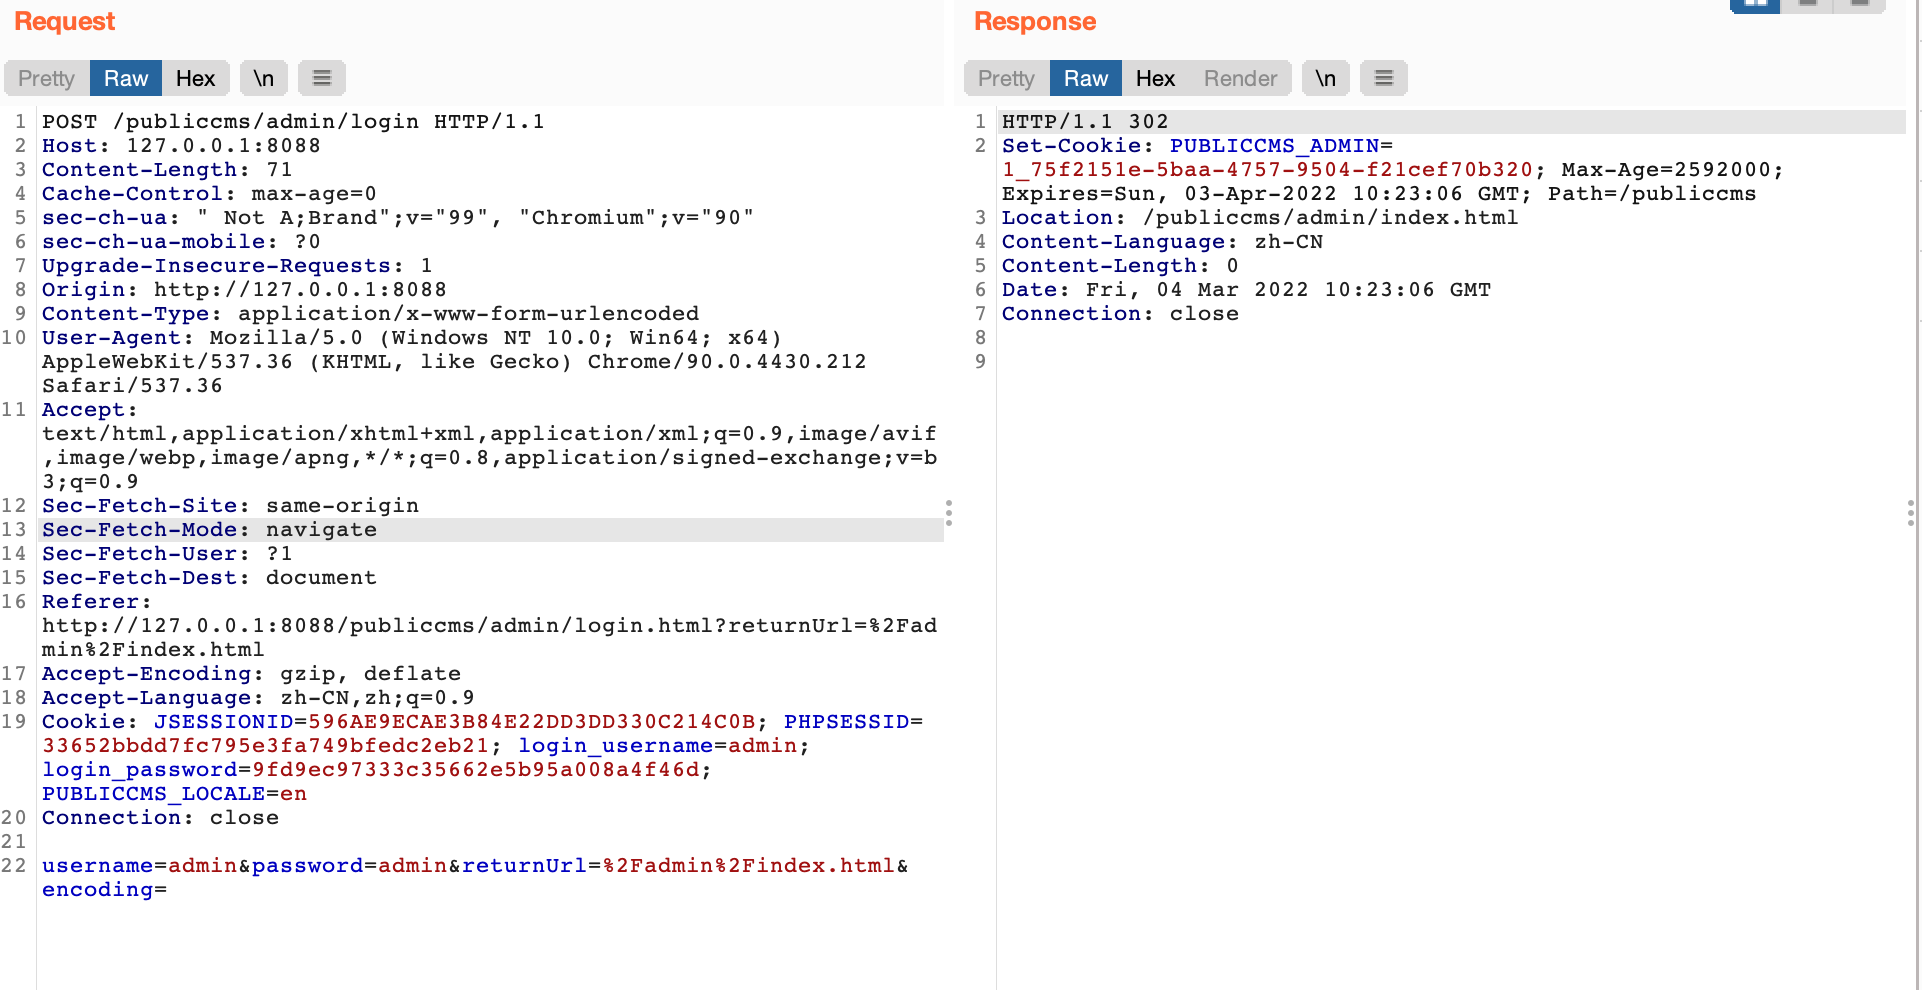 Request
Pretty Raw Hex \n
1 POST /publiccms/admin/login HTTP/1.1
2 Host: 127.0.0.1:8088
3 Content-Length: 71
4 Cache-Control: max-age=0
5 sec-ch-ua: " Not A;Brand";v="99", "Chromium";v="90"
6 sec-ch-ua-mobile: ?0
7 Upgrade-Insecure-Requests: 1
8 Origin: http://127.0.0.1:8088
9 Content-Type: application/x-www-form-urlencoded
10 User-Agent: Mozilla/5.0 (Windows NT 10.0; Win64; x64)
AppleWebKit/537.36 (KHTML, like Gecko) Chrome/90.0.4430.212
Safari/537.36
11 Accept:
text/html,application/xhtml+xml,application/xml;q=0.9,image/avif
,image/webp,image/apng,*/*;q=0.8,application/signed-exchange;v=b
3;q=0.9
12 Sec-Fetch-Site: same-origin
13 Sec-Fetch-Mode: navigate
14 Sec-Fetch-User: ?1
15 Sec-Fetch-Dest: document
16 Referer:
http://127.0.0.1:8088/publiccms/admin/login.html?returnUrl=%2Fad
min%2Findex.html
17 Accept-Encoding: gzip, deflate
18 Accept-Language: zh-CN,zh;q=0.9
19 Cookie: JSESSIONID=596AE9ECAE3B84E22DD3DD330C214C0B; PHPSESSID=
33652bbdd7fc795e3fa749bfedc2eb21; login_username=admin;
login_password=9fd9ec97333c35662e5b95a008a4f46d;
PUBLICCMS_LOCALE=en
20 Connection: close
21
22 username=admin&password=admin&returnUrl=%2Fadmin%2Findex.html&
encoding=
Response
Pretty Raw Hex Render \n
1 HTTP/1.1 302
2 Set-Cookie: PUBLICCMS_ADMIN=
1_75f2151e-5baa-4757-9504-f21cef70b320; Max-Age=2592000;
Expires=Sun, 03-Apr-2022 10:23:06 GMT; Path=/publiccms
3 Location: /publiccms/admin/index.html
4 Content-Language: zh-CN
5 Content-Length: 0
6 Date: Fri, 04 Mar 2022 10:23:06 GMT
7 Connection: close
8
9